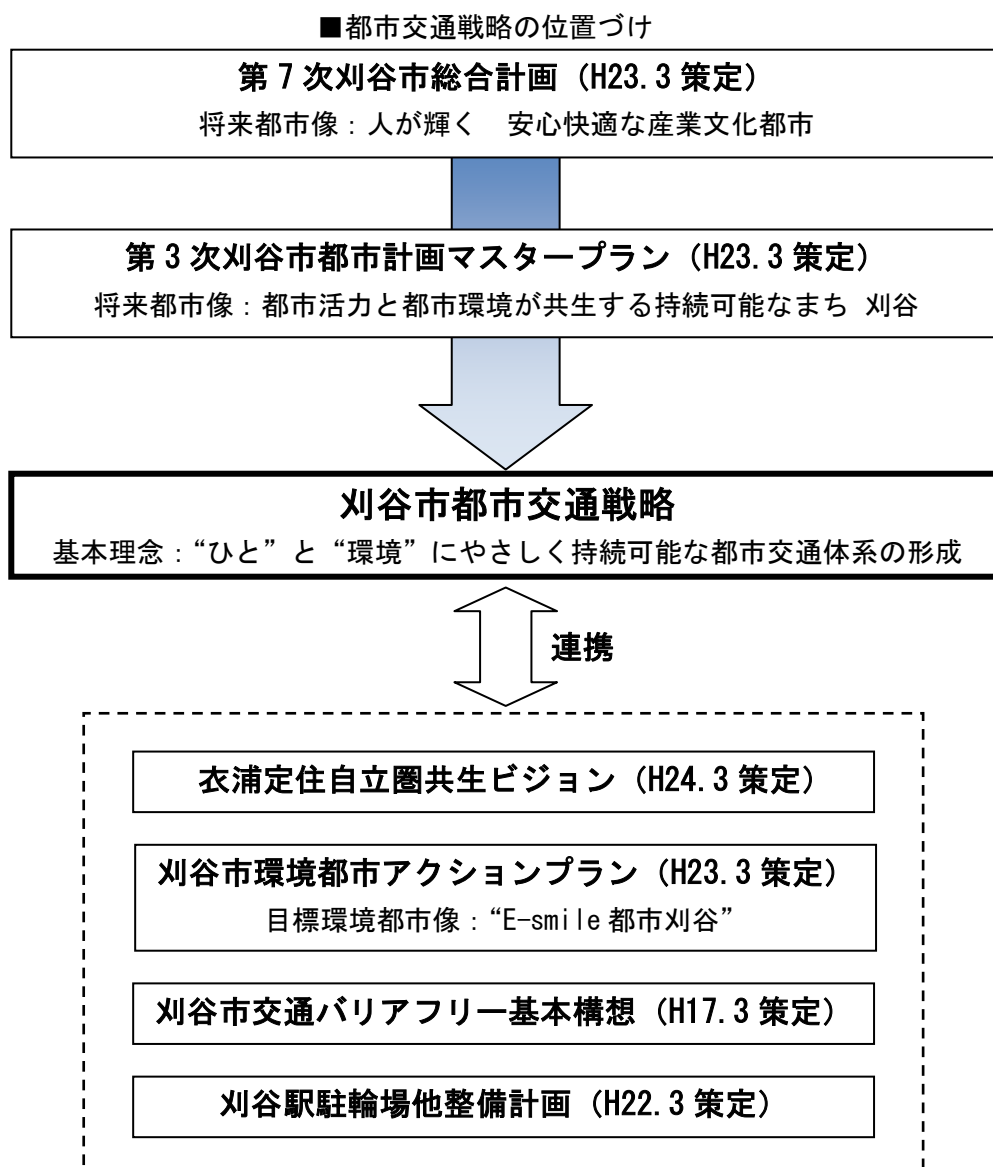 ■都市交通戦略の位置づけ
第7次刈谷市総合計画（H23.3 策定）
将来都市像：人が輝く　安心快適な産業文化都市
第3次刈谷市都市計画マスタープラン（H23.3 策定）
将来都市像：都市活力と都市環境が共生する持続可能なまち 刈谷
刈谷市都市交通戦略
基本理念：“ひと”と“環境”にやさしく持続可能な都市交通体系の形成
連携
衣浦定住自立圏共生ビジョン（H24.3 策定）
刈谷市環境都市アクションプラン（H23.3 策定）
目標環境都市像：“E-smile 都市刈谷”
刈谷市交通バリアフリー基本構想（H17.3 策定）
刈谷駅駐輪場他整備計画（H22.3 策定）